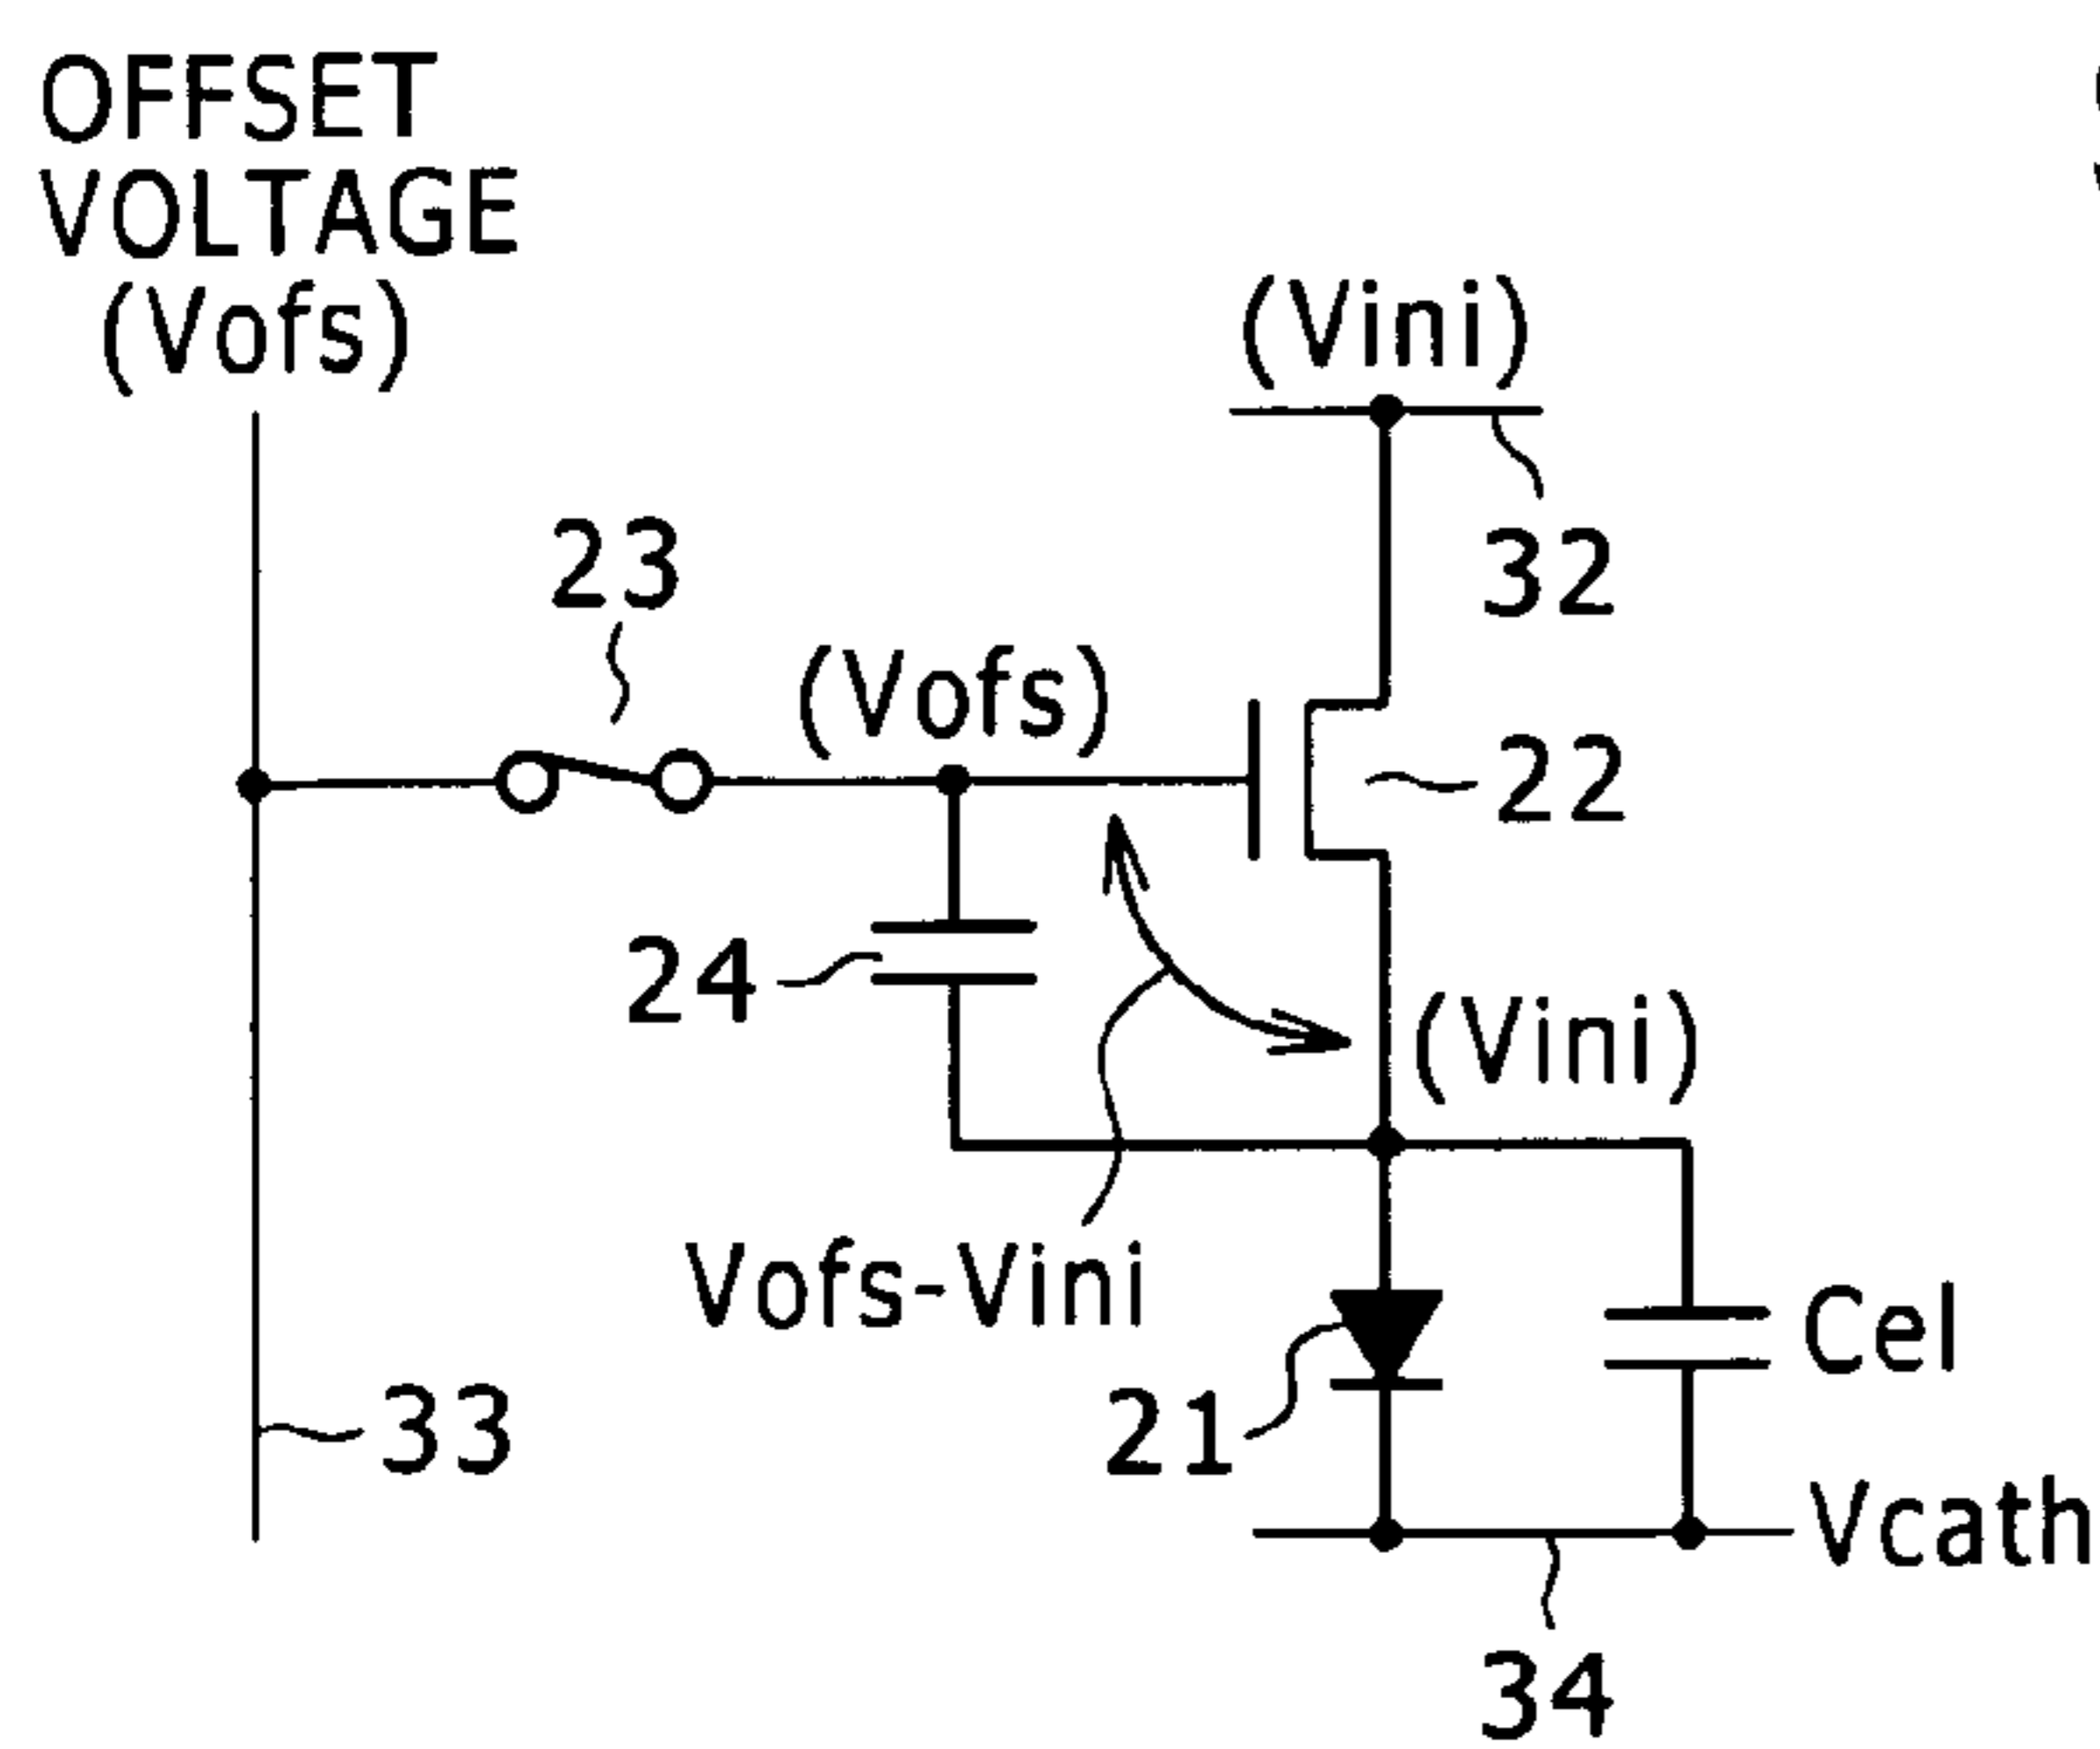 OFFSET
VOLTAGE
(Vofs)
(Vini)
32
23
(Vofs)
22
24
(Vini)
Vofs-Vini
Cel
21
33
Vcath
34